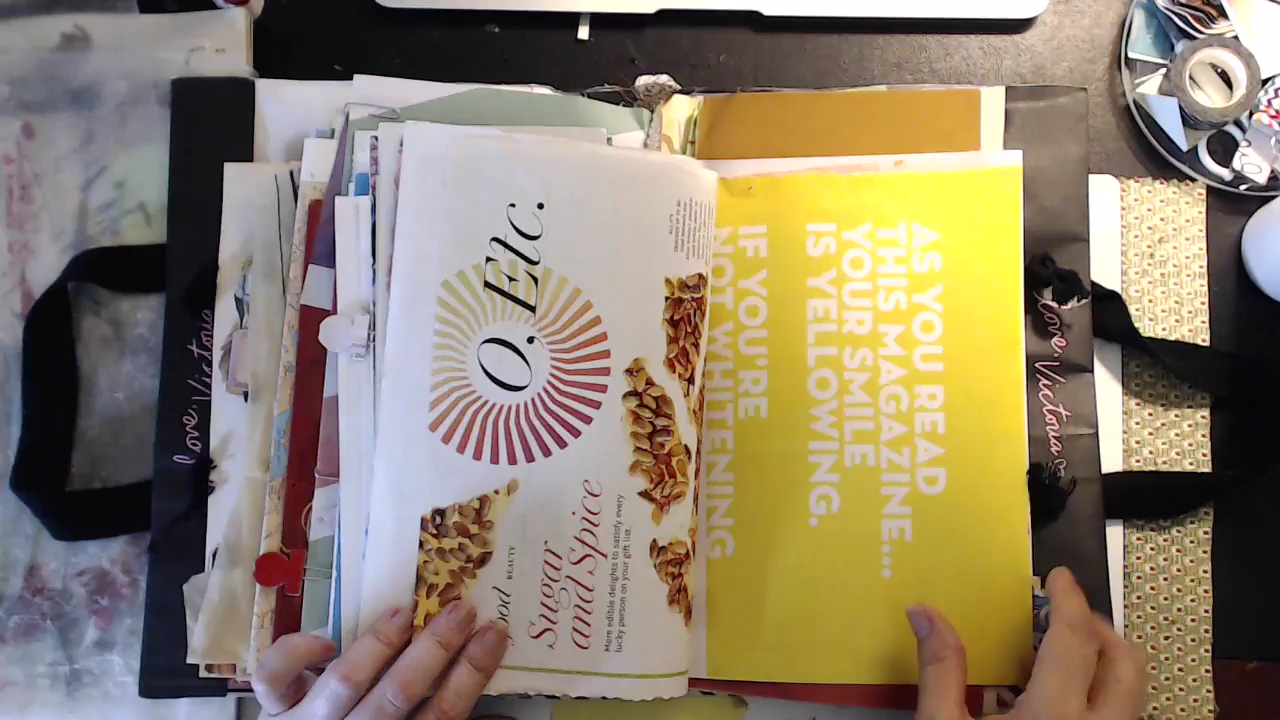 O, Etc.
BEAUTY
Sugar
and Spice
More edible delights to satisfy every
lucky person on your gift list.
AS YOU READ
THIS MAGAZINE...
YOUR SMILE
IS YELLOWING.
IF YOU'RE
NOT WHITENING
Love, Victoria
Love, Victoria